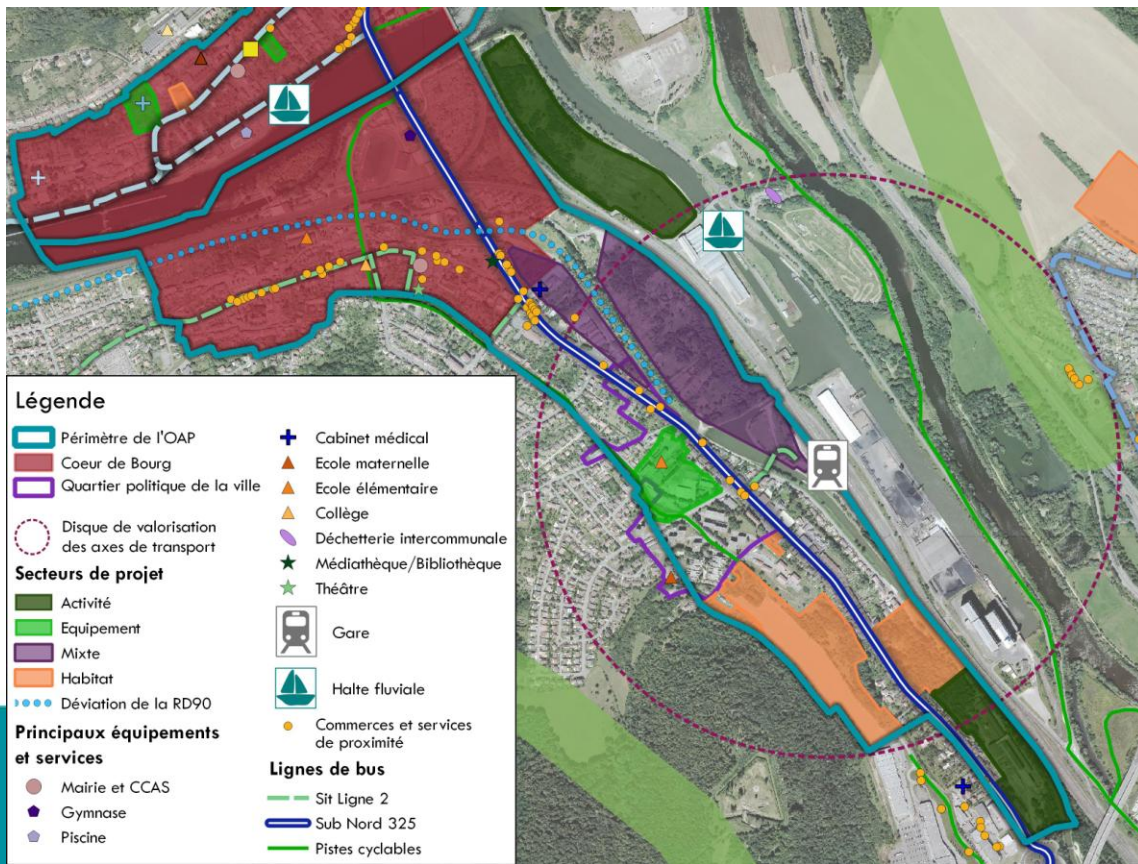 Légende
Périmètre de l'OAP
Coeur de Bourg
Quartier politique de la ville
Disque de valorisation
des axes de transport
Secteurs de projet
Activité
Equipement
Mixte
Habitat
Déviation de la RD90
Principaux équipements
et services
Mairie et CCAS
Gymnase
Piscine
Cabinet médical
Ecole maternelle
Ecole élémentaire
Collège
Déchetterie intercommunale
Médiathèque/Bibliothèque
Théâtre
Gare
Halte fluviale
Commerces et services
de proximité
Lignes de bus
Sit Ligne 2
Sub Nord 325
Pistes cyclables